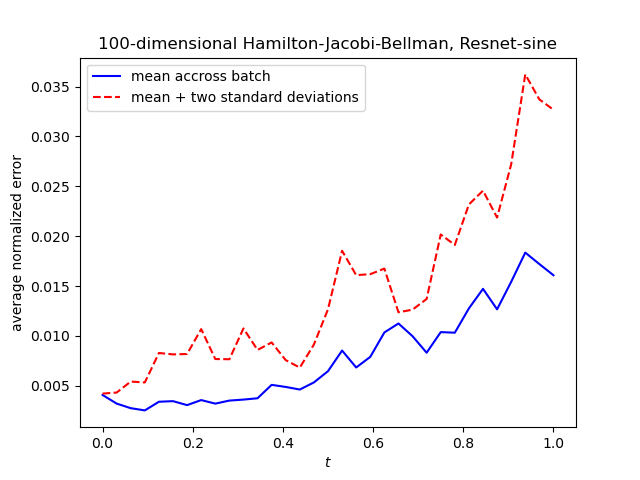 100-dimensional Hamilton-Jacobi-Bellman, Resnet-sine
mean accross batch
mean + two standard deviations
average normalized error
0.035
0.030
0.025
0.020
0.015
0.010
0.005
0.0 0.2 0.4 0.6 0.8 1.0
t